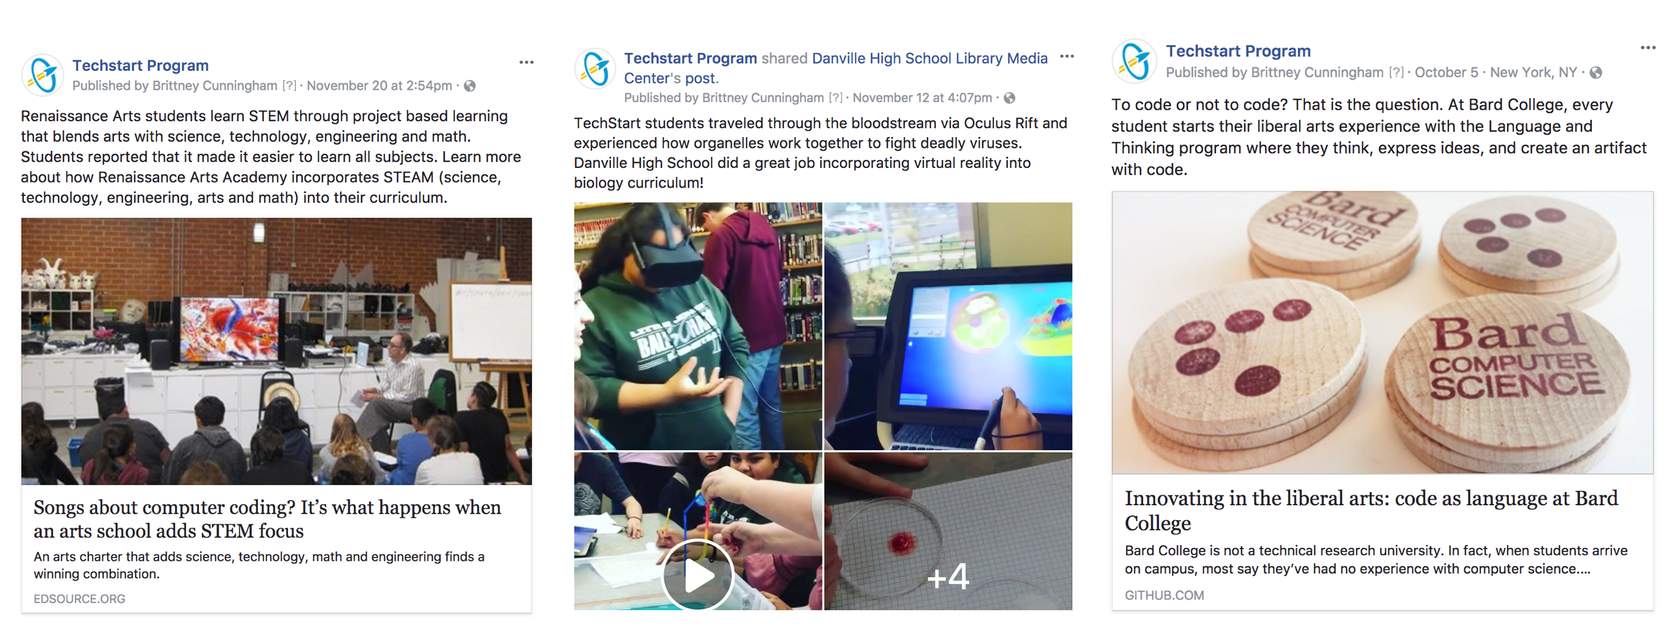 Techstart Program
Published by Brittney Cunningham [?] · November 20 at 2:54pm ·
Renaissance Arts students learn STEM through project based learning
that blends arts with science, technology, engineering and math.
Students reported that it made it easier to learn all subjects. Learn more
about how Renaissance Arts Academy incorporates STEAM (science,
technology, engineering, arts and math) into their curriculum.
Songs about computer coding? It’s what happens when
an arts school adds STEM focus
An arts charter that adds science, technology, math and engineering finds a
winning combination.
EDSOURCE.ORG
Techstart Program shared Danville High School Library Media
Center's post.
Published by Brittney Cunningham [?] · November 12 at 4:07pm ·
TechStart students traveled through the bloodstream via Oculus Rift and
experienced how organelles work together to fight deadly viruses.
Danville High School did a great job incorporating virtual reality into
biology curriculum!
+4
Techstart Program
Published by Brittney Cunningham [?] · October 5 · New York, NY ·
To code or not to code? That is the question. At Bard College, every
student starts their liberal arts experience with the Language and
Thinking program where they think, express ideas, and create an artifact
with code.
Bard
COMPUTER
SCIENCE
Bard
COMPUTER
SCIENCE
Innovating in the liberal arts: code as language at Bard
College
Bard College is not a technical research university. In fact, when students arrive
on campus, most say they’ve had no experience with computer science....
GITHUB.COM